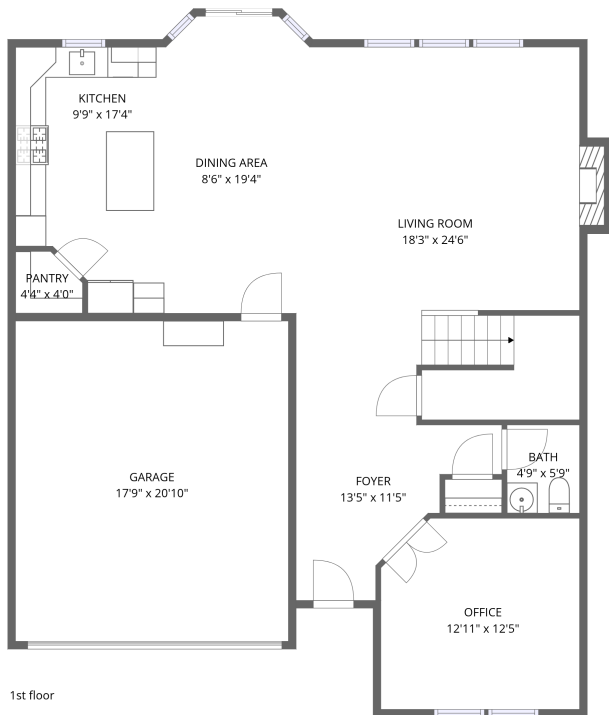 KITCHEN
9'9" x 17'4"
DINING AREA
8'6" x 19'4"
LIVING ROOM
18'3" x 24'6"
PANTRY
4'4" x 4'0"
BATH
4'9" x 5'9"
GARAGE
17'9" x 20'10"
FOYER
13'5" x 11'5"
OFFICE
12'11" x 12'5"
1st floor